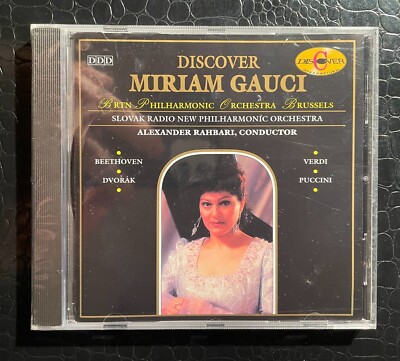 DDD
DISCOVER
DISCOVER
MIRIAM GAUCI
BRTN PHILHARMONIC ORCHESTRA BRUSSELS
SLOVAK RADIO NEW PHILHARMONIC ORCHESTRA
ALEXANDER RAHBARI, CONDUCTOR
BEETHOVEN
VERDI
DVOŘÁK
PUCCINI